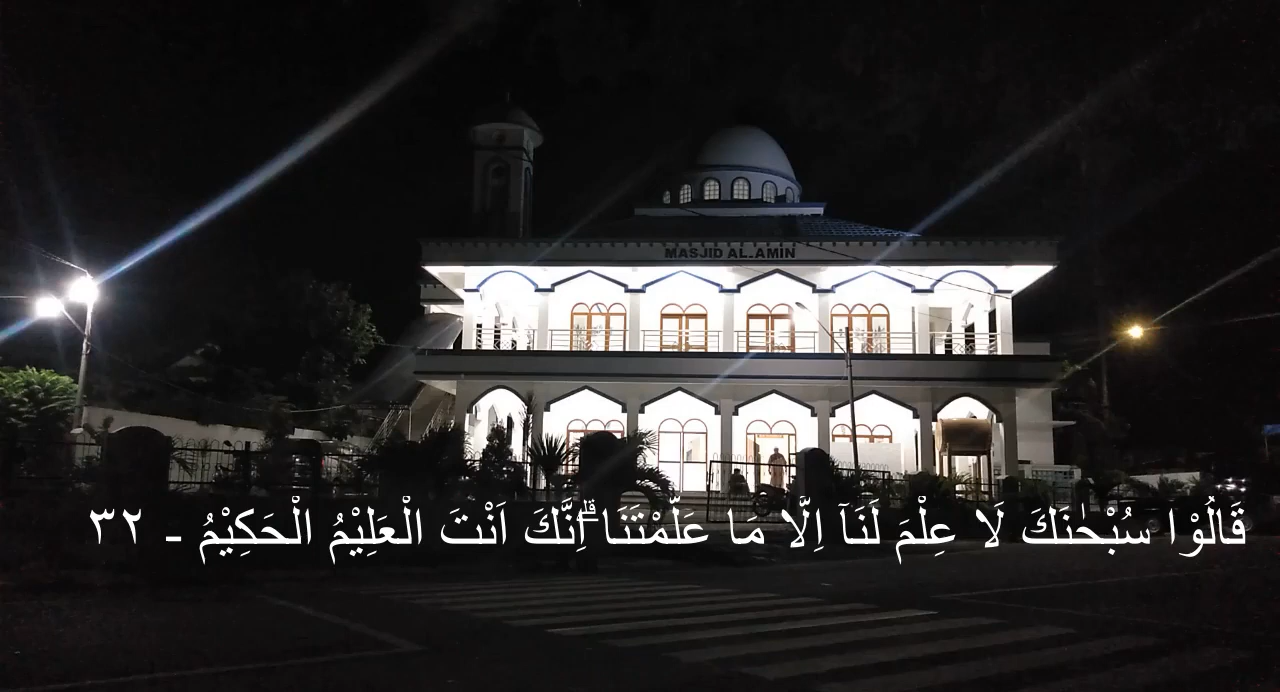 MASJID AL-AMIN
قَالُوْا سُبْحٰنَكَ لَا عِلْمَ لَنَآ اِلَّا مَا عَلَّمْتَنَاۗ اِنَّكَ اَنْتَ الْعَلِيْمُ الْحَكِيْمُ - ٣٢